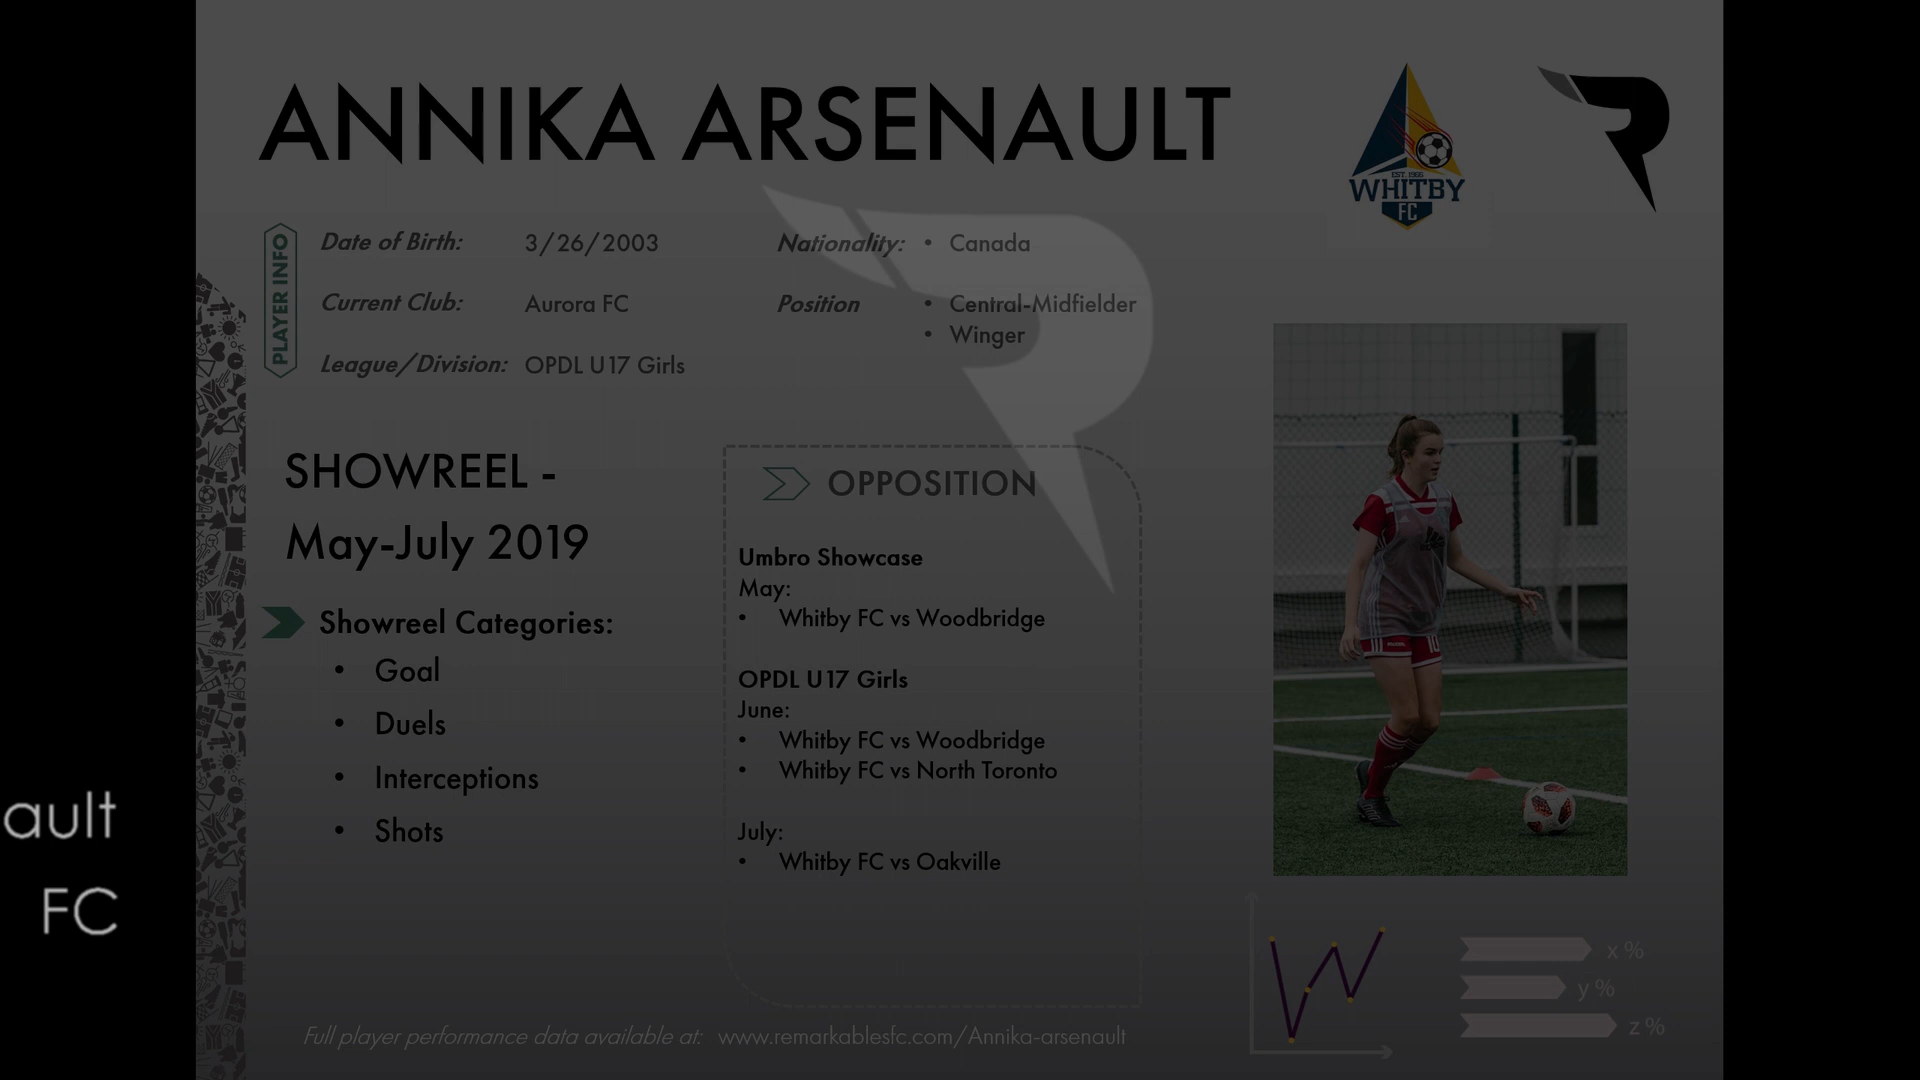 ANNIKA ARSENAULT
EST. 1966
WHITBY
FC
PLAYER INFO
Date of Birth: 3/26/2003
Nationality: • Canada
Current Club: Aurora FC
Position • Central-Midfielder
• Winger
League/Division: OPDL U17 Girls
SHOWREEL -
May-July 2019
Showreel Categories:
• Goal
• Duels
• Interceptions
• Shots
OPPOSITION
Umbro Showcase
May:
• Whitby FC vs Woodbridge
OPDL U17 Girls
June:
• Whitby FC vs Woodbridge
• Whitby FC vs North Toronto
July:
• Whitby FC vs Oakville
10
ault
FC
x %
y %
z %
Full player performance data available at: www.remarkablesfc.com/Annika-arsenault